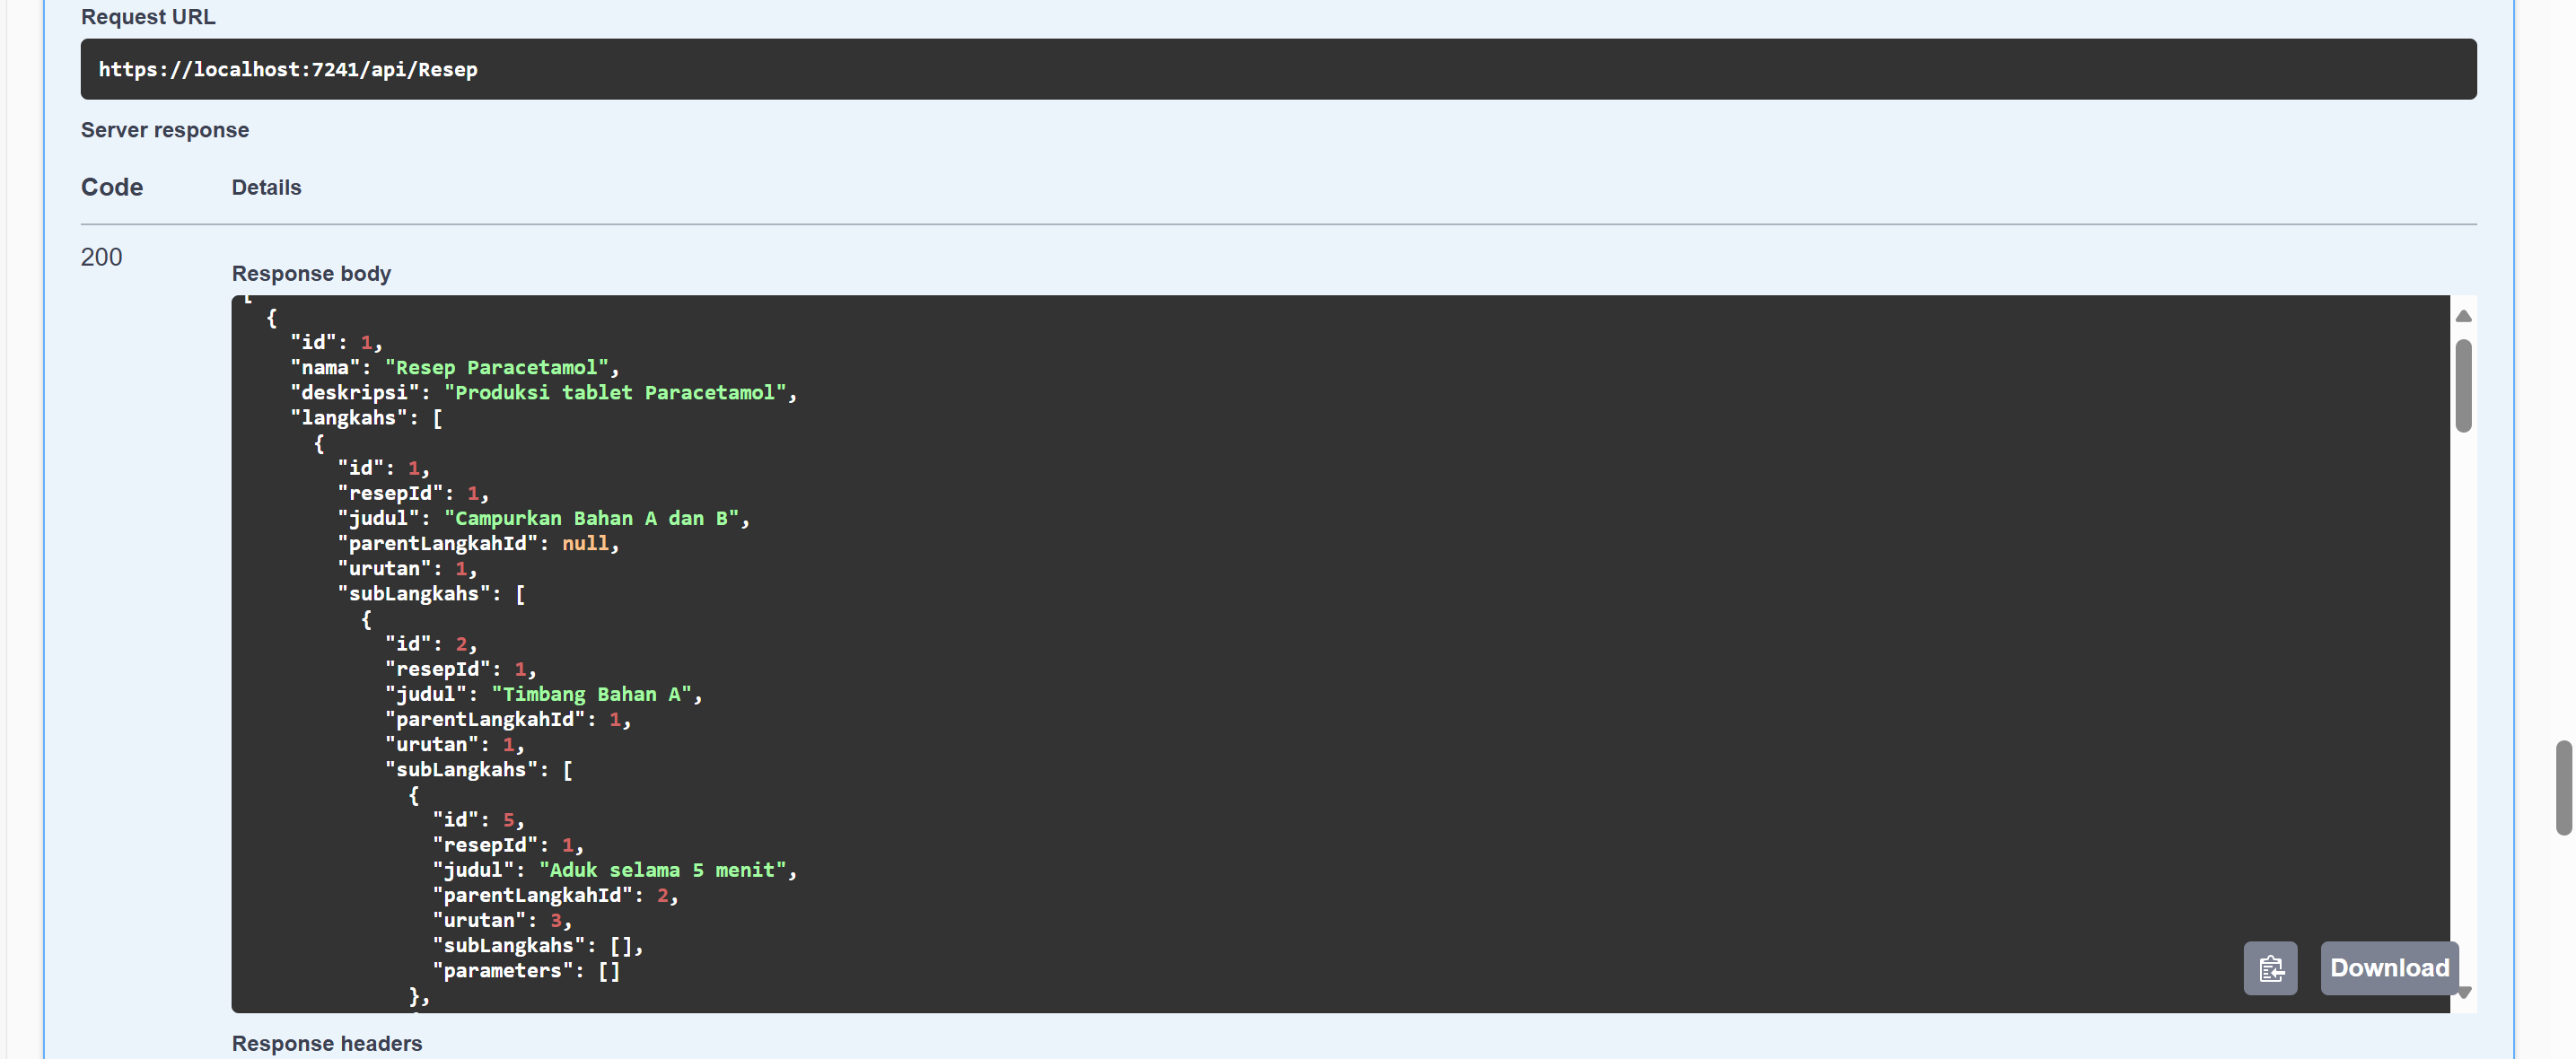 Request URL
https://localhost:7241/api/Resep
Server response
Code Details
200
Response body
[
{
"id": 1,
"nama": "Resep Paracetamol",
"deskripsi": "Produksi tablet Paracetamol",
"langkahs": [
{
"id": 1,
"resepId": 1,
"judul": "Campurkan Bahan A dan B",
"parentLangkahId": null,
"urutan": 1,
"subLangkahs": [
{
"id": 2,
"resepId": 1,
"judul": "Timbang Bahan A",
"parentLangkahId": 1,
"urutan": 1,
"subLangkahs": [
{
"id": 5,
"resepId": 1,
"judul": "Aduk selama 5 menit",
"parentLangkahId": 2,
"urutan": 3,
"subLangkahs": [],
"parameters": []
},
Download
Response headers